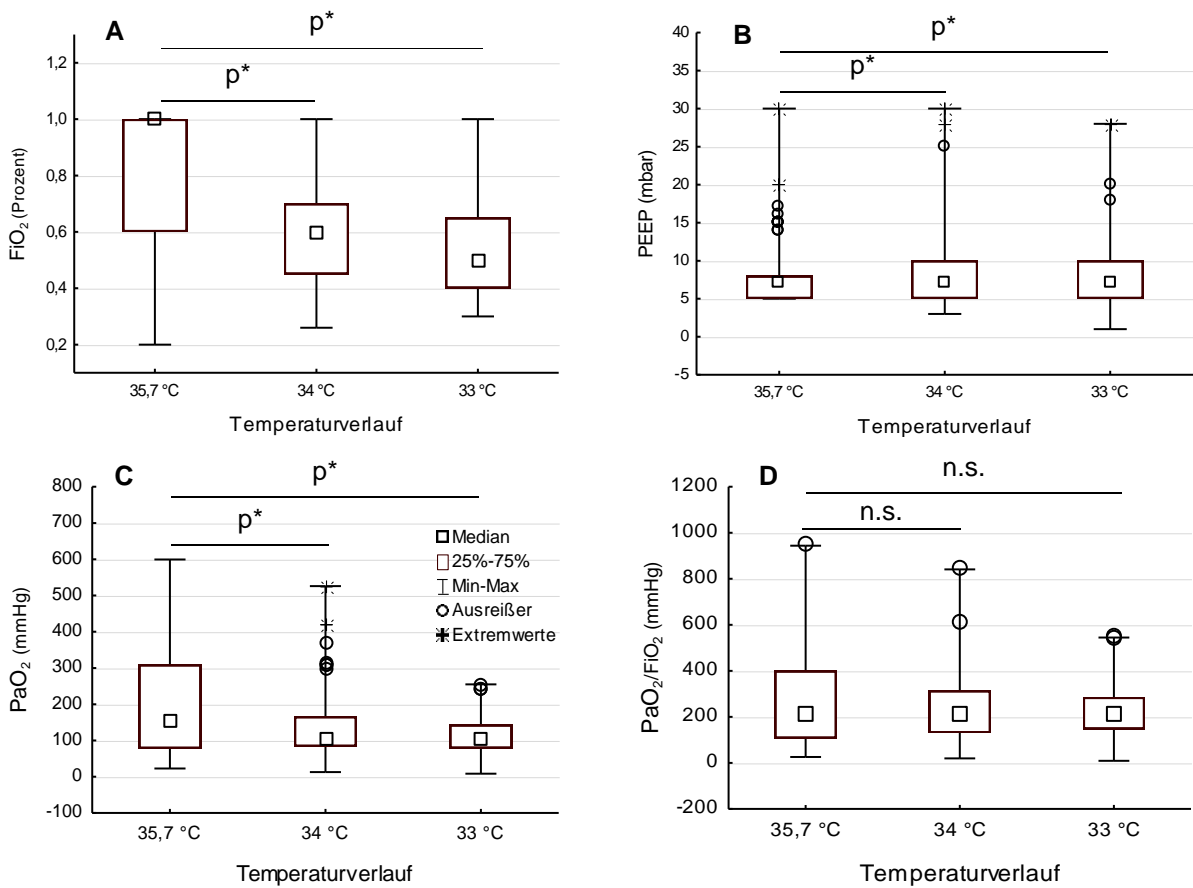 A
p*
p*
1,2
1,0
0,8
0,6
0,4
0,2
FiO₂ (Prozent)
35,7 °C 34 °C 33 °C
Temperaturverlauf
B
p*
p*
40
35
30
25
20
15
10
5
0
-5
PEEP (mbar)
35,7 °C 34 °C 33 °C
Temperaturverlauf
C
p*
p*
800
700
600
500
400
300
200
100
0
-100
PaO₂ (mmHg)
Median
25%-75%
Min-Max
Ausreißer
Extremwerte
35,7 °C 34 °C 33 °C
Temperaturverlauf
D
n.s.
n.s.
1200
1000
800
600
400
200
0
-200
PaO₂/FiO₂ (mmHg)
35,7 °C 34 °C 33 °C
Temperaturverlauf